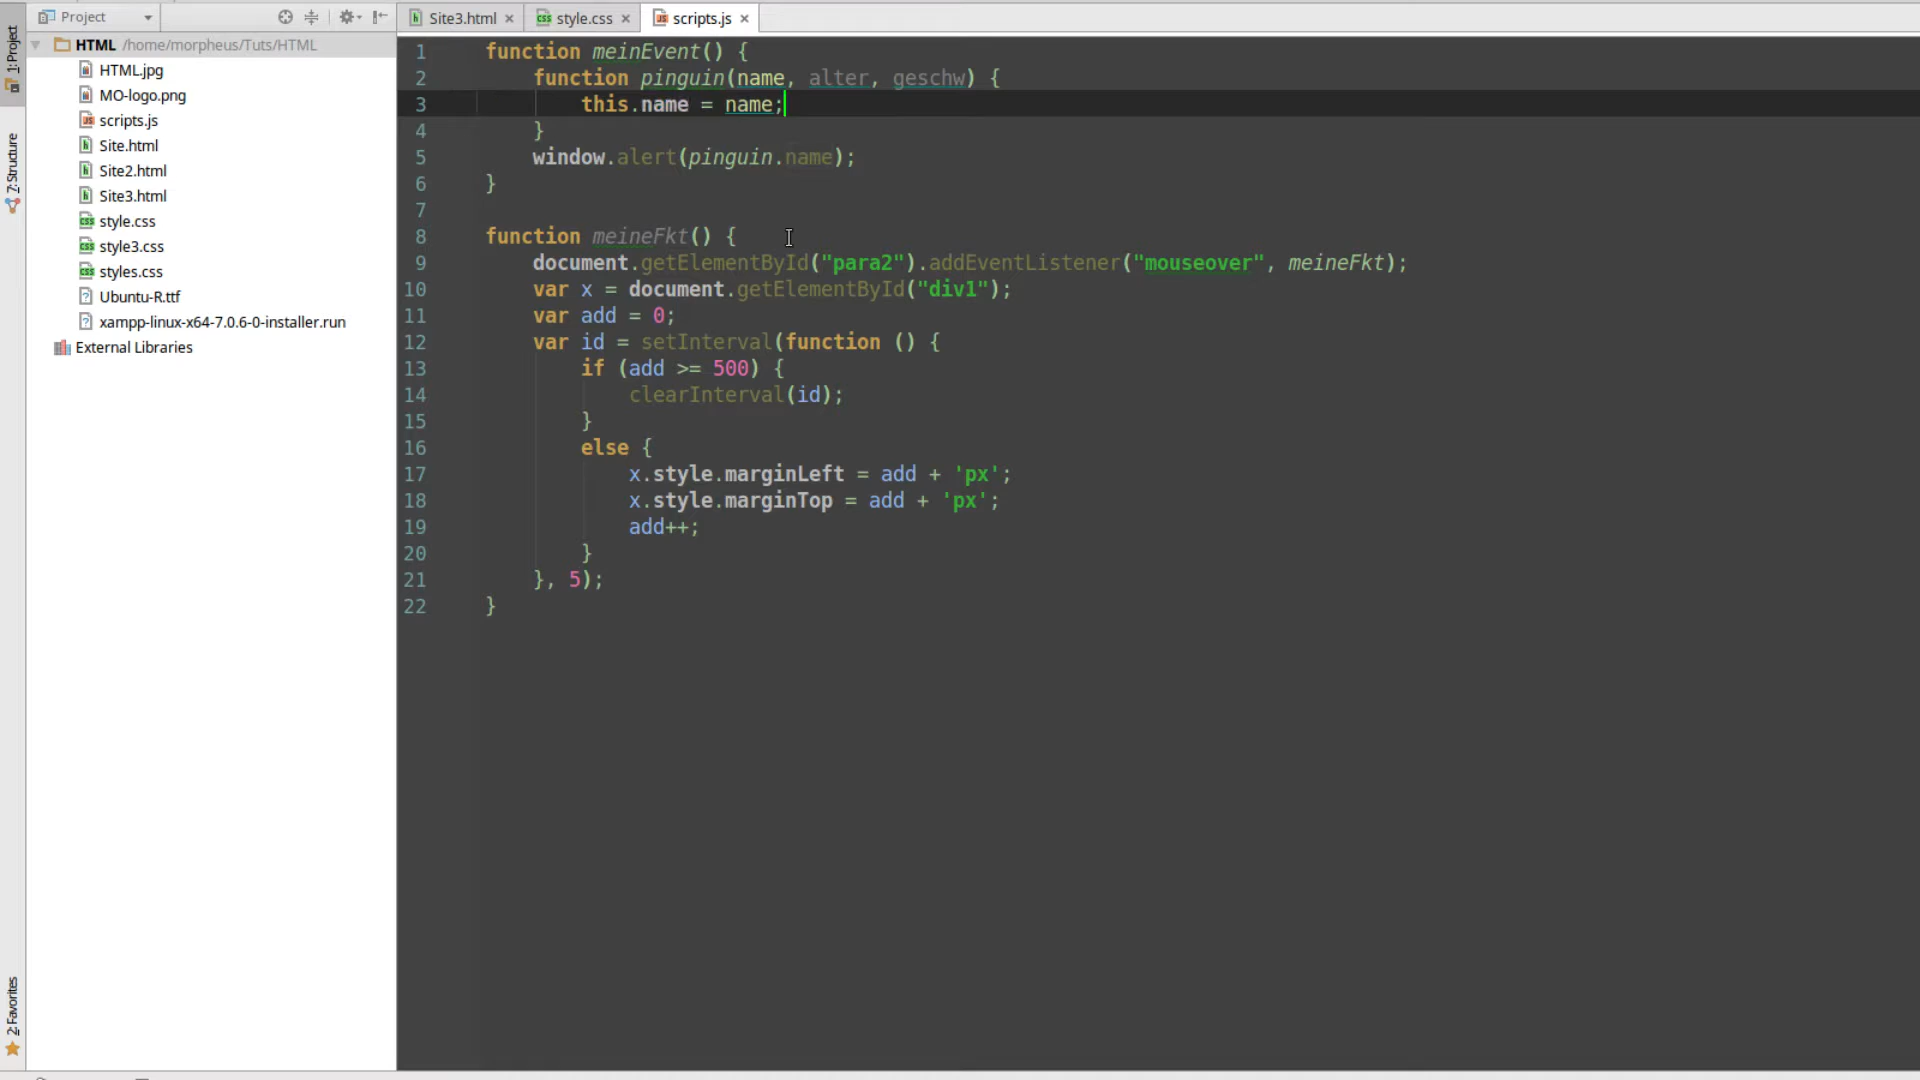 Project
Site3.html
style.css
scripts.js
1: Project
7: Structure
2: Favorites
HTML /home/morpheus/Tuts/HTML
HTML.jpg
MO-logo.png
scripts.js
Site.html
Site2.html
Site3.html
style.css
style3.css
styles.css
Ubuntu-R.ttf
xampp-linux-x64-7.0.6-0-installer.run
External Libraries
1 function meinEvent() {
2 function pinguin(name, alter, geschw) {
3 this.name = name;
4 }
5 window.alert(pinguin.name);
6 }
7
8 function meineFkt() {
9 document.getElementById("para2").addEventListener("mouseover", meineFkt);
10 var x = document.getElementById("div1");
11 var add = 0;
12 var id = setInterval(function () {
13 if (add >= 500) {
14 clearInterval(id);
15 }
16 else {
17 x.style.marginLeft = add + 'px';
18 x.style.marginTop = add + 'px';
19 add++;
20 }
21 }, 5);
22 }